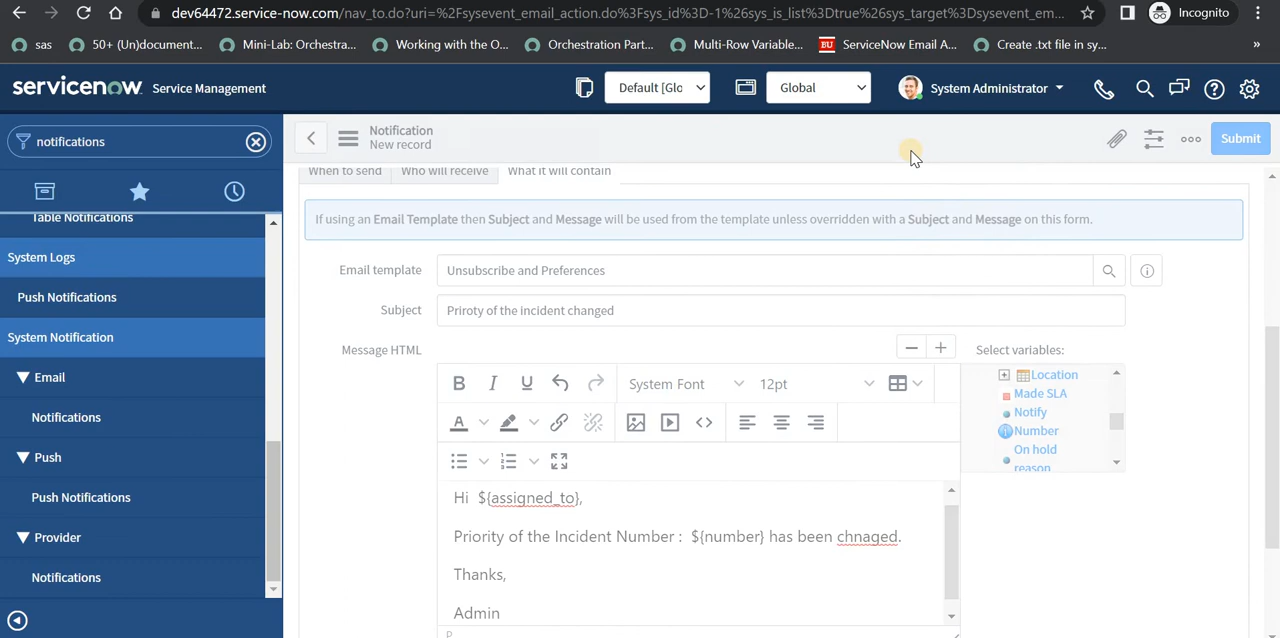 dev64472.service-now.com/nav_to.do?uri=%2Fsysevent_email_action.do%3Fsys_id%3D-1%26sys_is_list%3Dtrue%26sys_target%3Dsysevent_em...
Incognito
sas
50+ (Un)document...
Mini-Lab: Orchestra...
Working with the O...
Orchestration Part...
Multi-Row Variable...
BU
ServiceNow Email A...
Create .txt file in sy...
»
servicenow
Service Management
Default [Glo
Global
System Administrator
notifications
Notification
New record
Submit
Table Notifications
System Logs
Push Notifications
System Notification
Email
Notifications
Push
Push Notifications
Provider
Notifications
When to send
Who will receive
What it will contain
If using an Email Template then Subject and Message will be used from the template unless overridden with a Subject and Message on this form.
Email template
Unsubscribe and Preferences
Subject
Priroty of the incident changed
Message HTML
Select variables:
B I U
System Font
12pt
A
Location
Made SLA
Notify
Number
On hold
reason
Hi ${assigned_to},
Priority of the Incident Number : ${number} has been chnaged.
Thanks,
Admin
P